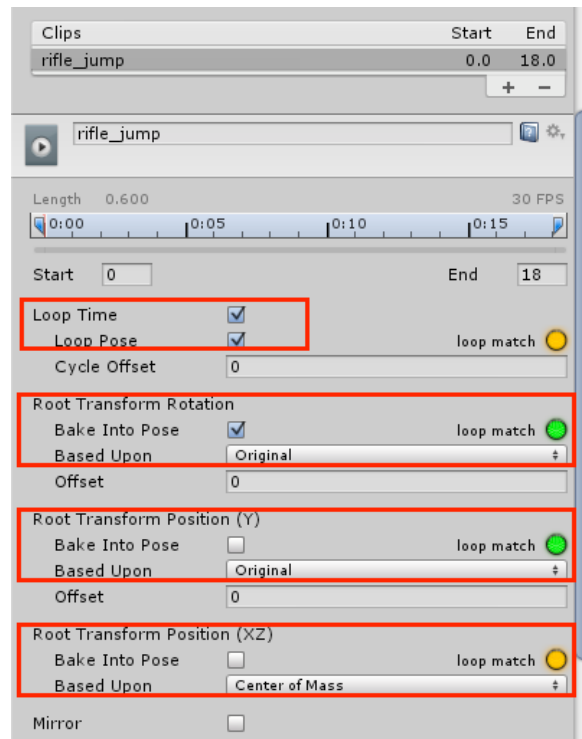 Clips Start End
rifle_jump 0.0 18.0
+ −
rifle_jump
Length 0.600 30 FPS
0:00 0:05 0:10 0:15
Start 0 End 18
Loop Time
Loop Pose loop match
Cycle Offset 0
Root Transform Rotation
Bake Into Pose loop match
Based Upon Original
Offset 0
Root Transform Position (Y)
Bake Into Pose loop match
Based Upon Original
Offset 0
Root Transform Position (XZ)
Bake Into Pose loop match
Based Upon Center of Mass
Mirror